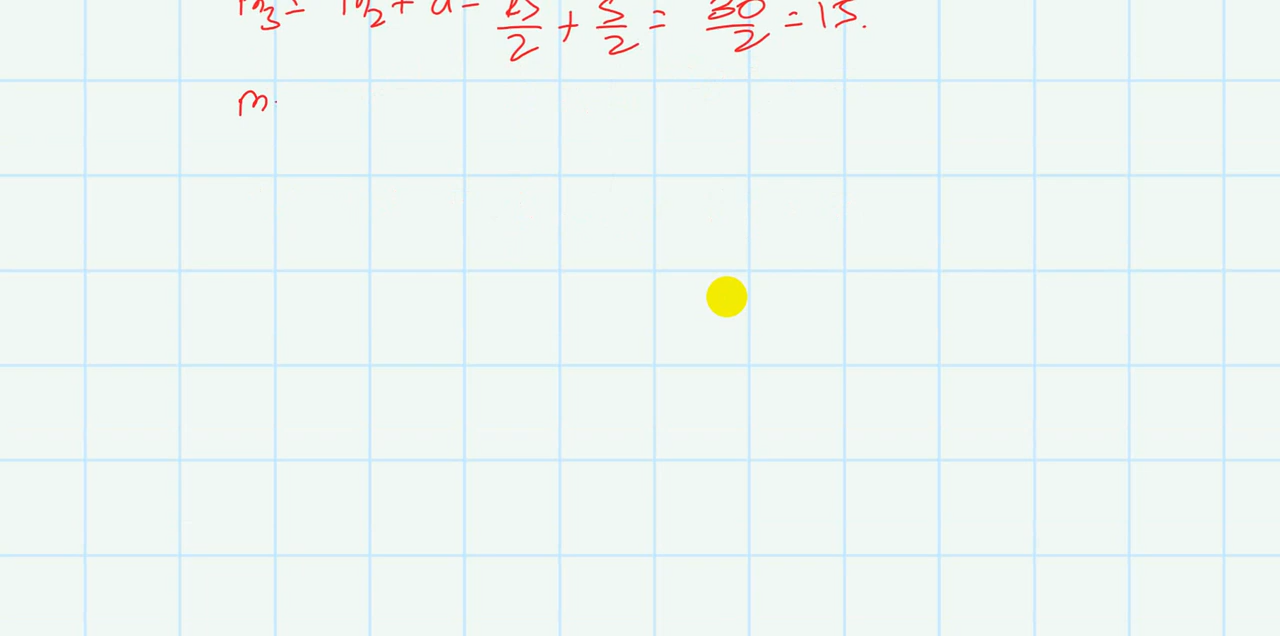 m₃ = m₂ + d = 25/2 + 5/2 = 30/2 = 15.
m